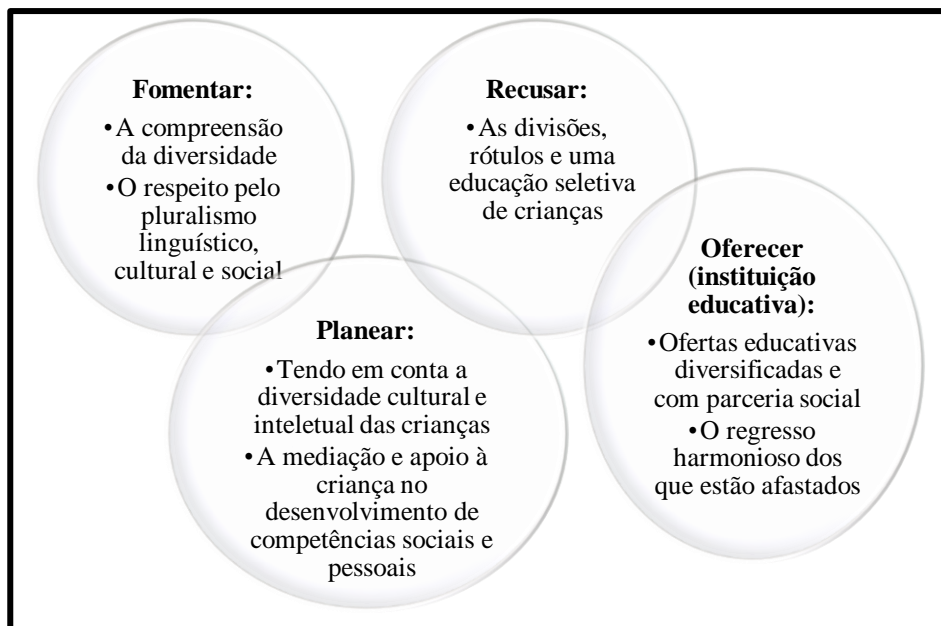 Fomentar:
•A compreensão
da diversidade
•O respeito pelo
pluralismo
linguístico,
cultural e social
Recusar:
•As divisões,
rótulos e uma
educação seletiva
de crianças
Planear:
•Tendo em conta a
diversidade cultural e
inteletual das crianças
•A mediação e apoio à
criança no
desenvolvimento de
competências sociais e
pessoais
Oferecer
(instituição
educativa):
•Ofertas educativas
diversificadas e
com parceria social
•O regresso
harmonioso dos
que estão afastados